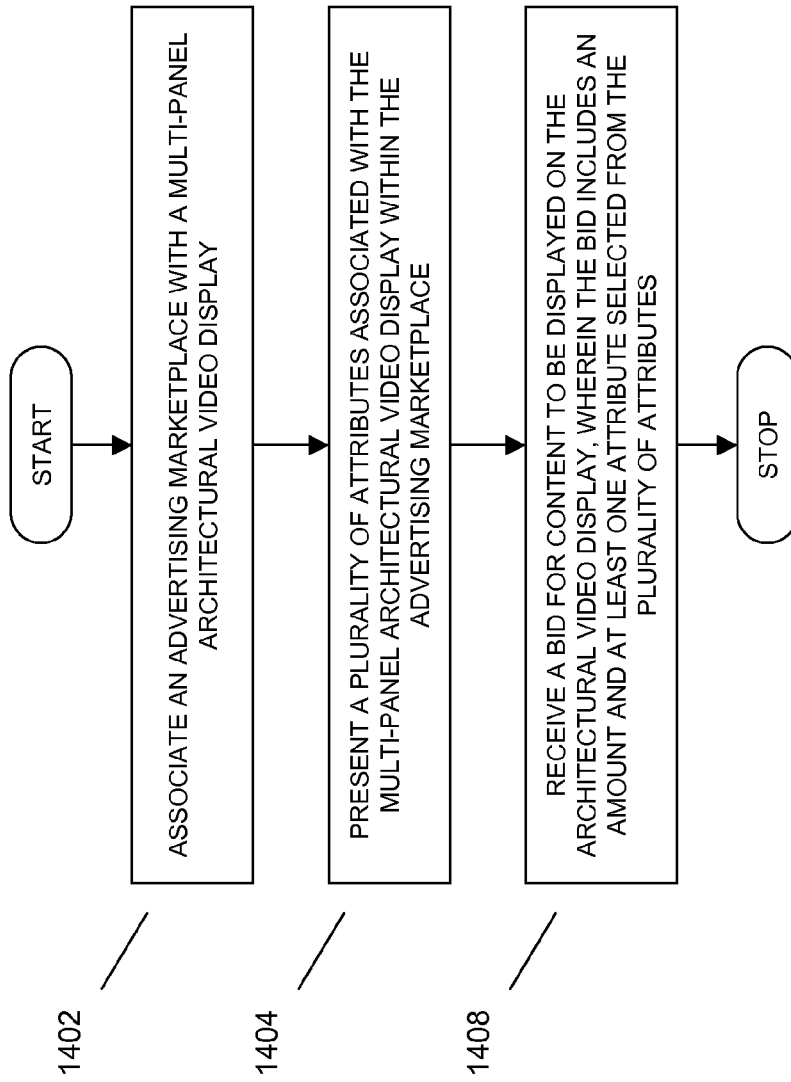 START
1402
ASSOCIATE AN ADVERTISING MARKETPLACE WITH A MULTI-PANEL
ARCHITECTURAL VIDEO DISPLAY
1404
PRESENT A PLURALITY OF ATTRIBUTES ASSOCIATED WITH THE
MULTI-PANEL ARCHITECTURAL VIDEO DISPLAY WITHIN THE
ADVERTISING MARKETPLACE
1408
RECEIVE A BID FOR CONTENT TO BE DISPLAYED ON THE
ARCHITECTURAL VIDEO DISPLAY, WHEREIN THE BID INCLUDES AN
AMOUNT AND AT LEAST ONE ATTRIBUTE SELECTED FROM THE
PLURALITY OF ATTRIBUTES
STOP